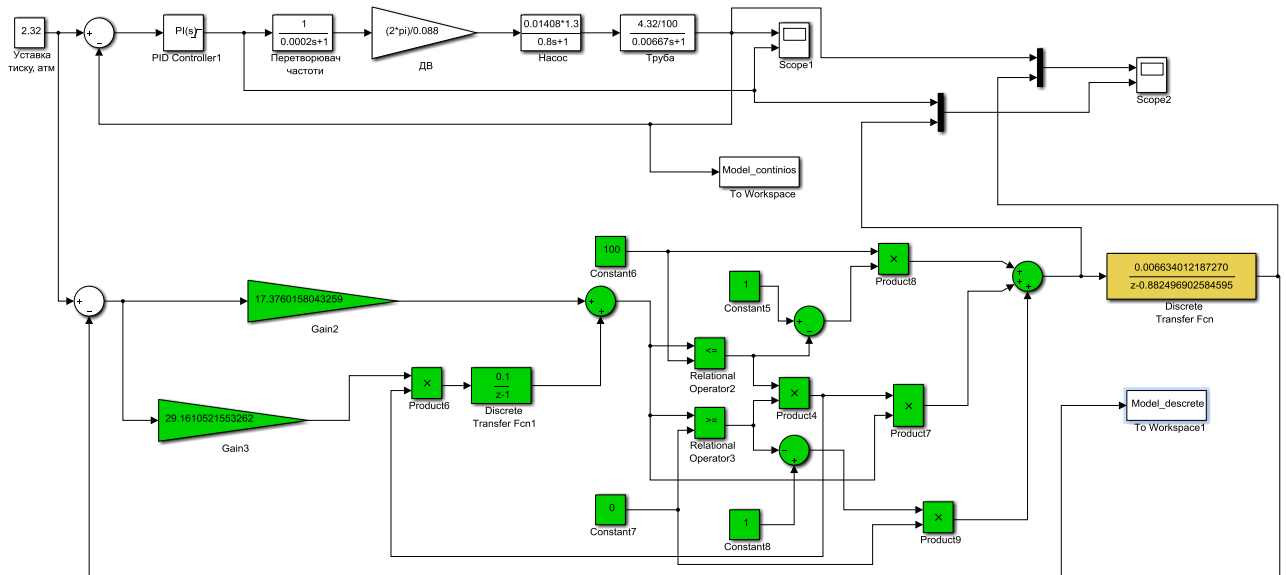 2.32
Уставка
тиску, атм
+
−
PI(s)
PID Controller1
1
0.0002s+1
Перетворювач
частоти
(2*pi)/0.088
ДВ
0.01408*1.3
0.8s+1
Насос
4.32/100
0.00667s+1
Труба
Scope1
Scope2
Model_continios
To Workspace
100
Constant6
×
Product8
+
+
+
0.006634012187270
z-0.882496902584595
Discrete
Transfer Fcn
1
Constant5
+
−
+
−
17.3760158043259
Gain2
+
+
<=
Relational
Operator2
×
Product6
0.1
z-1
Discrete
Transfer Fcn1
×
Product4
×
Product7
29.1610521553262
Gain3
>=
Relational
Operator3
−
+
Model_descrete
To Workspace1
0
Constant7
1
Constant8
×
Product9